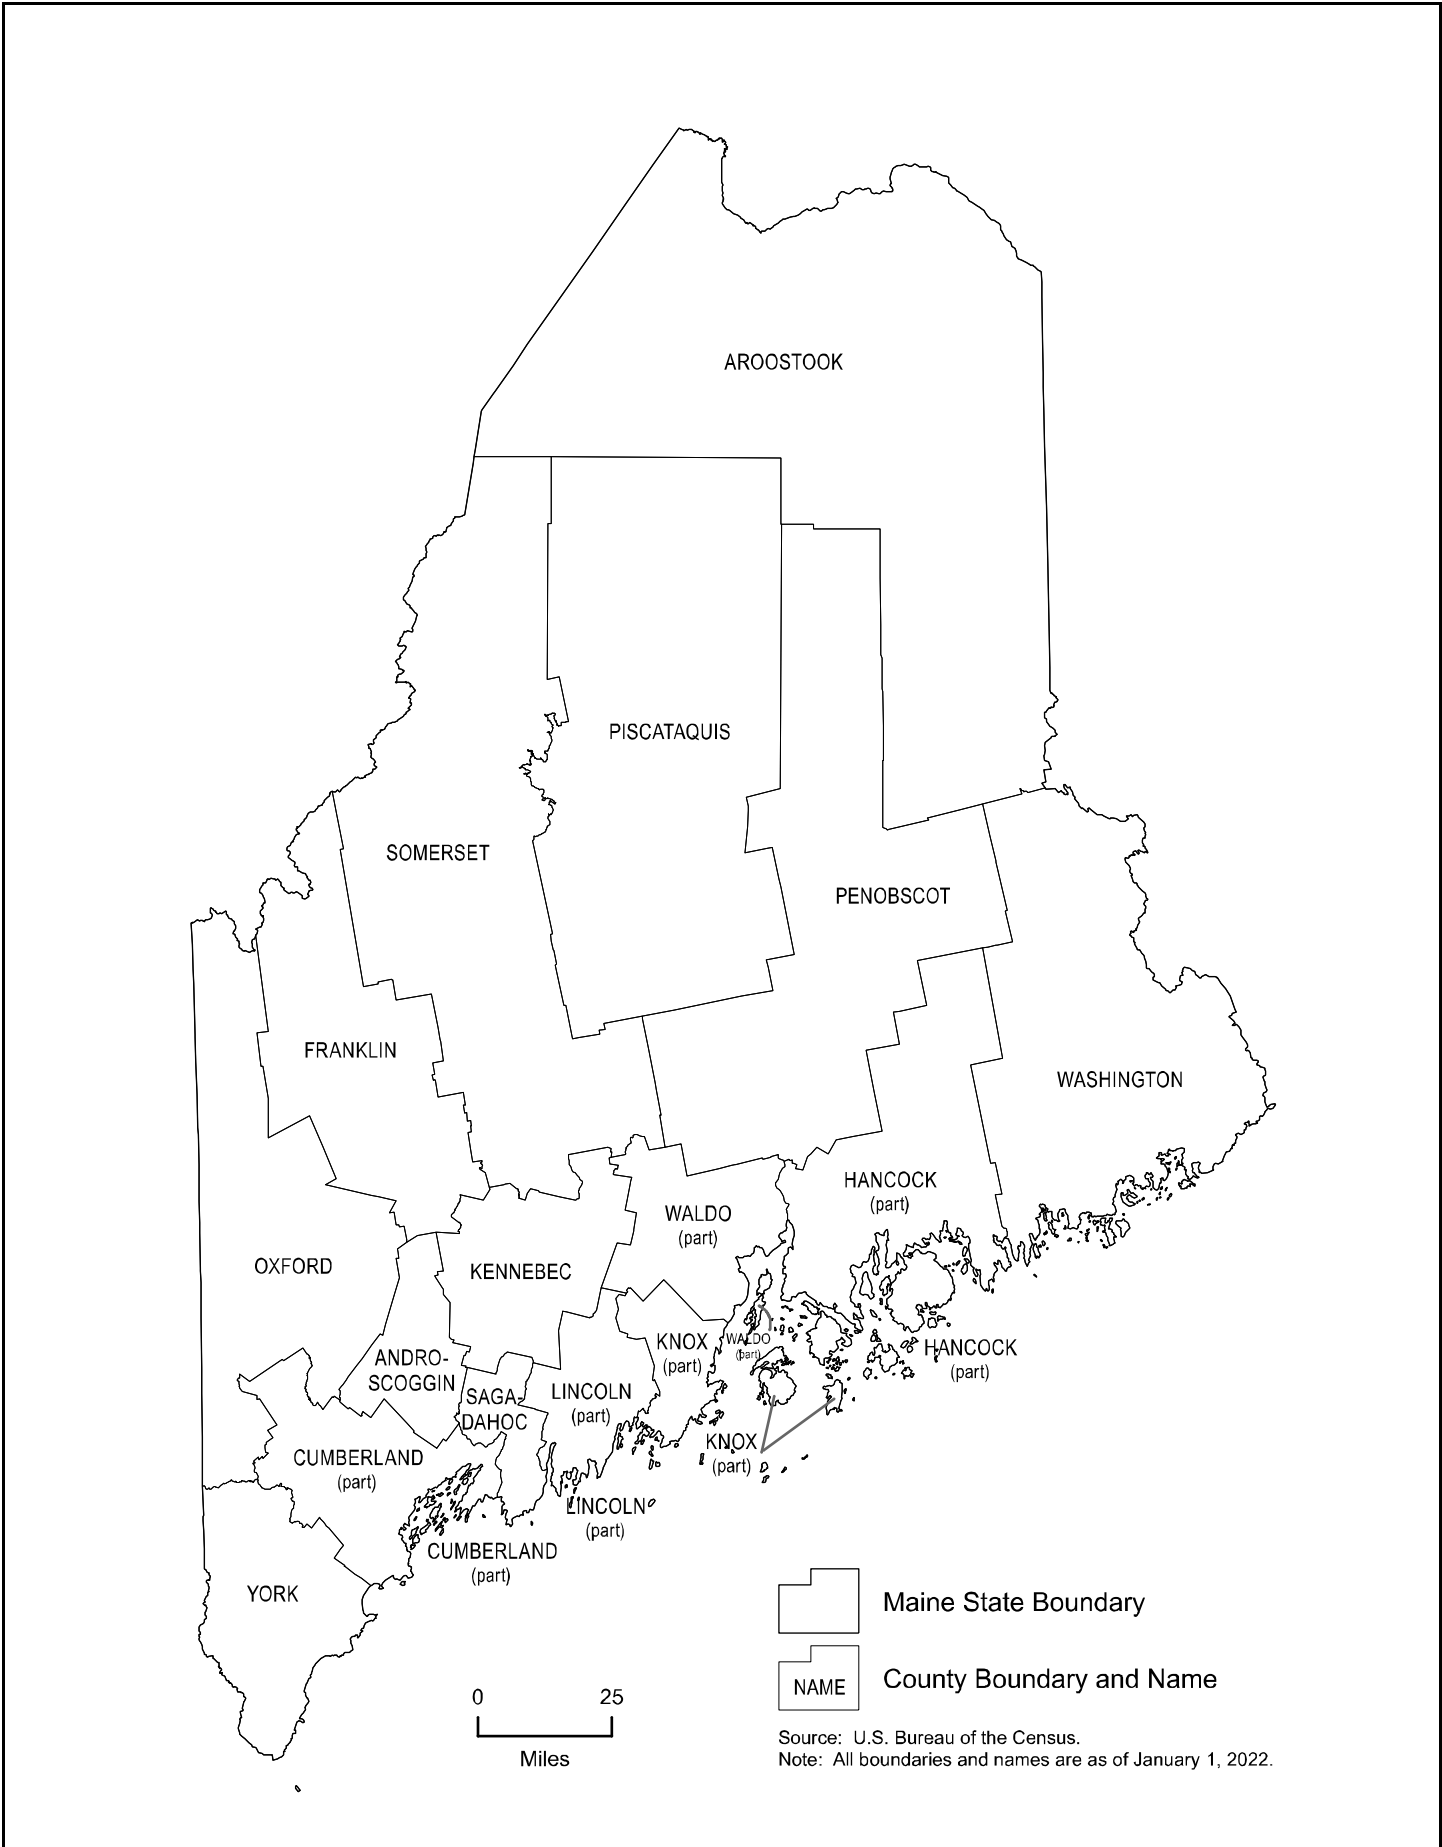 AROOSTOOK
PISCATAQUIS
SOMERSET
PENOBSCOT
FRANKLIN
WASHINGTON
HANCOCK
(part)
WALDO
(part)
OXFORD
KENNEBEC
WALDO
(part)
KNOX
(part)
HANCOCK
(part)
ANDRO-
SCOGGIN
SAGA-
DAHOC
LINCOLN
(part)
KNOX
(part)
CUMBERLAND
(part)
LINCOLN
(part)
CUMBERLAND
(part)
YORK
Maine State Boundary
NAME
County Boundary and Name
0 25
Miles
Source: U.S. Bureau of the Census.
Note: All boundaries and names are as of January 1, 2022.